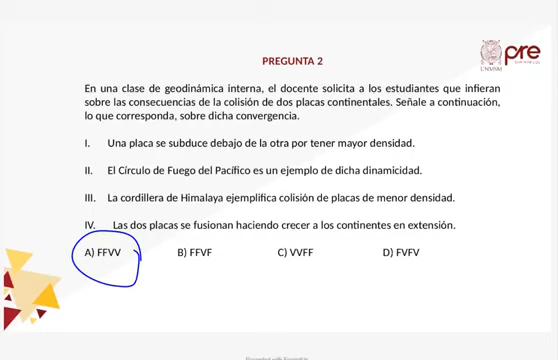 pre
UNMSM
PREGUNTA 2
En una clase de geodinámica interna, el docente solicita a los estudiantes que infieran
sobre las consecuencias de la colisión de dos placas continentales. Señale a continuación,
lo que corresponda, sobre dicha convergencia.
I. Una placa se subduce debajo de la otra por tener mayor densidad.
II. El Círculo de Fuego del Pacífico es un ejemplo de dicha dinamicidad.
III. La cordillera de Himalaya ejemplifica colisión de placas de menor densidad.
IV. Las dos placas se fusionan haciendo crecer a los continentes en extensión.
A) FFVV B) FFVF C) VVFF D) FVFV